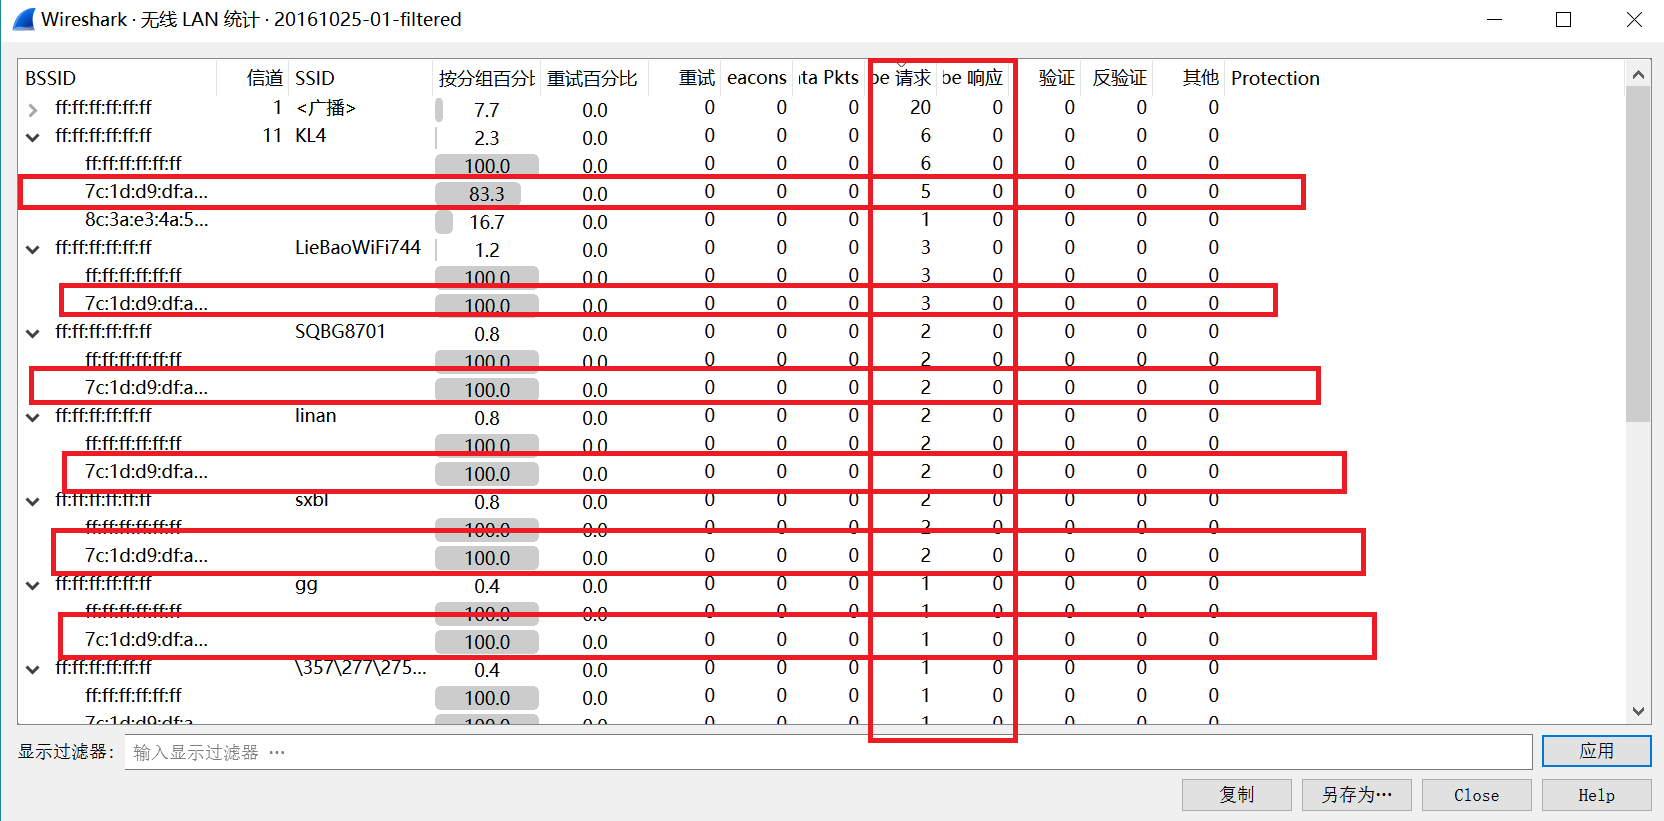 Wireshark · 无线 LAN 统计 · 20161025-01-filtered
BSSID 信道 SSID 按分组百分比 重试百分比 重试 eacons ıta Pkts be 请求 be 响应 验证 反验证 其他 Protection
ff:ff:ff:ff:ff:ff 1 <广播> 7.7 0.0 0 0 0 20 0 0 0 0
ff:ff:ff:ff:ff:ff 11 KL4 2.3 0.0 0 0 0 6 0 0 0 0
ff:ff:ff:ff:ff:ff 100.0 0.0 0 0 0 6 0 0 0 0
7c:1d:d9:df:a... 83.3 0.0 0 0 0 5 0 0 0 0
8c:3a:e3:4a:5... 16.7 0.0 0 0 0 1 0 0 0 0
ff:ff:ff:ff:ff:ff LieBaoWiFi744 1.2 0.0 0 0 0 3 0 0 0 0
ff:ff:ff:ff:ff:ff 100.0 0.0 0 0 0 3 0 0 0 0
7c:1d:d9:df:a... 100.0 0.0 0 0 0 3 0 0 0 0
ff:ff:ff:ff:ff:ff SQBG8701 0.8 0.0 0 0 0 2 0 0 0 0
ff:ff:ff:ff:ff:ff 100.0 0.0 0 0 0 2 0 0 0 0
7c:1d:d9:df:a... 100.0 0.0 0 0 0 2 0 0 0 0
ff:ff:ff:ff:ff:ff linan 0.8 0.0 0 0 0 2 0 0 0 0
ff:ff:ff:ff:ff:ff 100.0 0.0 0 0 0 2 0 0 0 0
7c:1d:d9:df:a... 100.0 0.0 0 0 0 2 0 0 0 0
ff:ff:ff:ff:ff:ff sxbl 0.8 0.0 0 0 0 2 0 0 0 0
ff:ff:ff:ff:ff:ff 100.0 0.0 0 0 0 2 0 0 0 0
7c:1d:d9:df:a... 100.0 0.0 0 0 0 2 0 0 0 0
ff:ff:ff:ff:ff:ff gg 0.4 0.0 0 0 0 1 0 0 0 0
ff:ff:ff:ff:ff:ff 100.0 0.0 0 0 0 1 0 0 0 0
7c:1d:d9:df:a... 100.0 0.0 0 0 0 1 0 0 0 0
ff:ff:ff:ff:ff:ff \357\277\275... 0.4 0.0 0 0 0 1 0 0 0 0
ff:ff:ff:ff:ff:ff 100.0 0.0 0 0 0 1 0 0 0 0
7c:1d:d9:df:a... 100.0 0.0 0 0 0 1 0 0 0 0
显示过滤器: 输入显示过滤器 … 应用
复制 另存为… Close Help